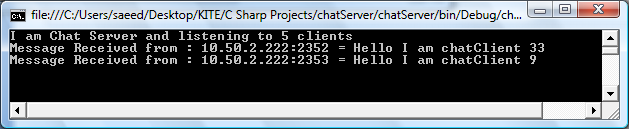 file:///C:/Users/saeed/Desktop/KITE/C Sharp Projects/chatServer/chatServer/bin/Debug/ch...
I am Chat Server and listening to 5 clients
Message Received from : 10.50.2.222:2352 = Hello I am chatClient 33
Message Received from : 10.50.2.222:2353 = Hello I am chatClient 9